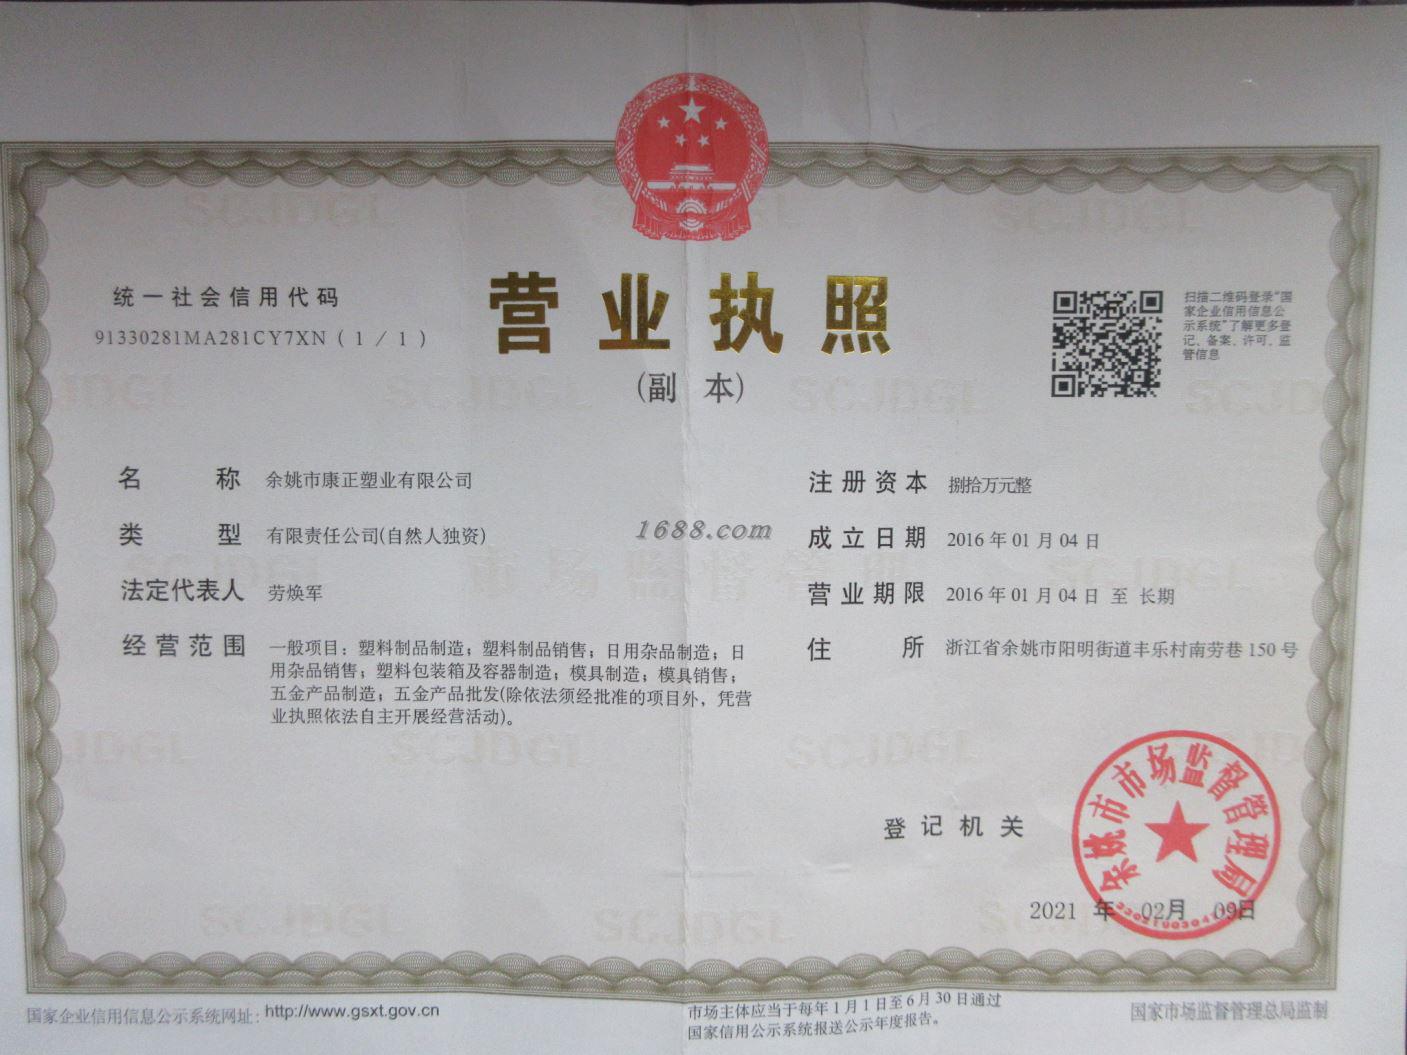 统一社会信用代码
91330281MA281CY7XN(1/1)
营业执照
(副 本)
扫描二维码登录“国
家企业信用信息公
示系统”了解更多登
记、备案、许可、监
管信息
名 称 余姚市康正塑业有限公司
类 型 有限责任公司(自然人独资)
法定代表人 劳焕军
经营范围 一般项目：塑料制品制造；塑料制品销售；日用杂品制造；日
用杂品销售；塑料包装箱及容器制造；模具制造；模具销售；
五金产品制造；五金产品批发(除依法须经批准的项目外，凭营
业执照依法自主开展经营活动)。
1688.com
注册资本 捌拾万元整
成立日期 2016年01月04日
营业期限 2016年01月04日 至 长期
住 所 浙江省余姚市阳明街道丰乐村南劳巷150号
登记机关
余姚市市场监督管理局
2021 年 02月 09日
国家企业信用信息公示系统网址：http://www.gsxt.gov.cn
市场主体应当于每年1月1日至6月30日通过
国家信用公示系统报送公示年度报告。
国家市场监督管理总局监制